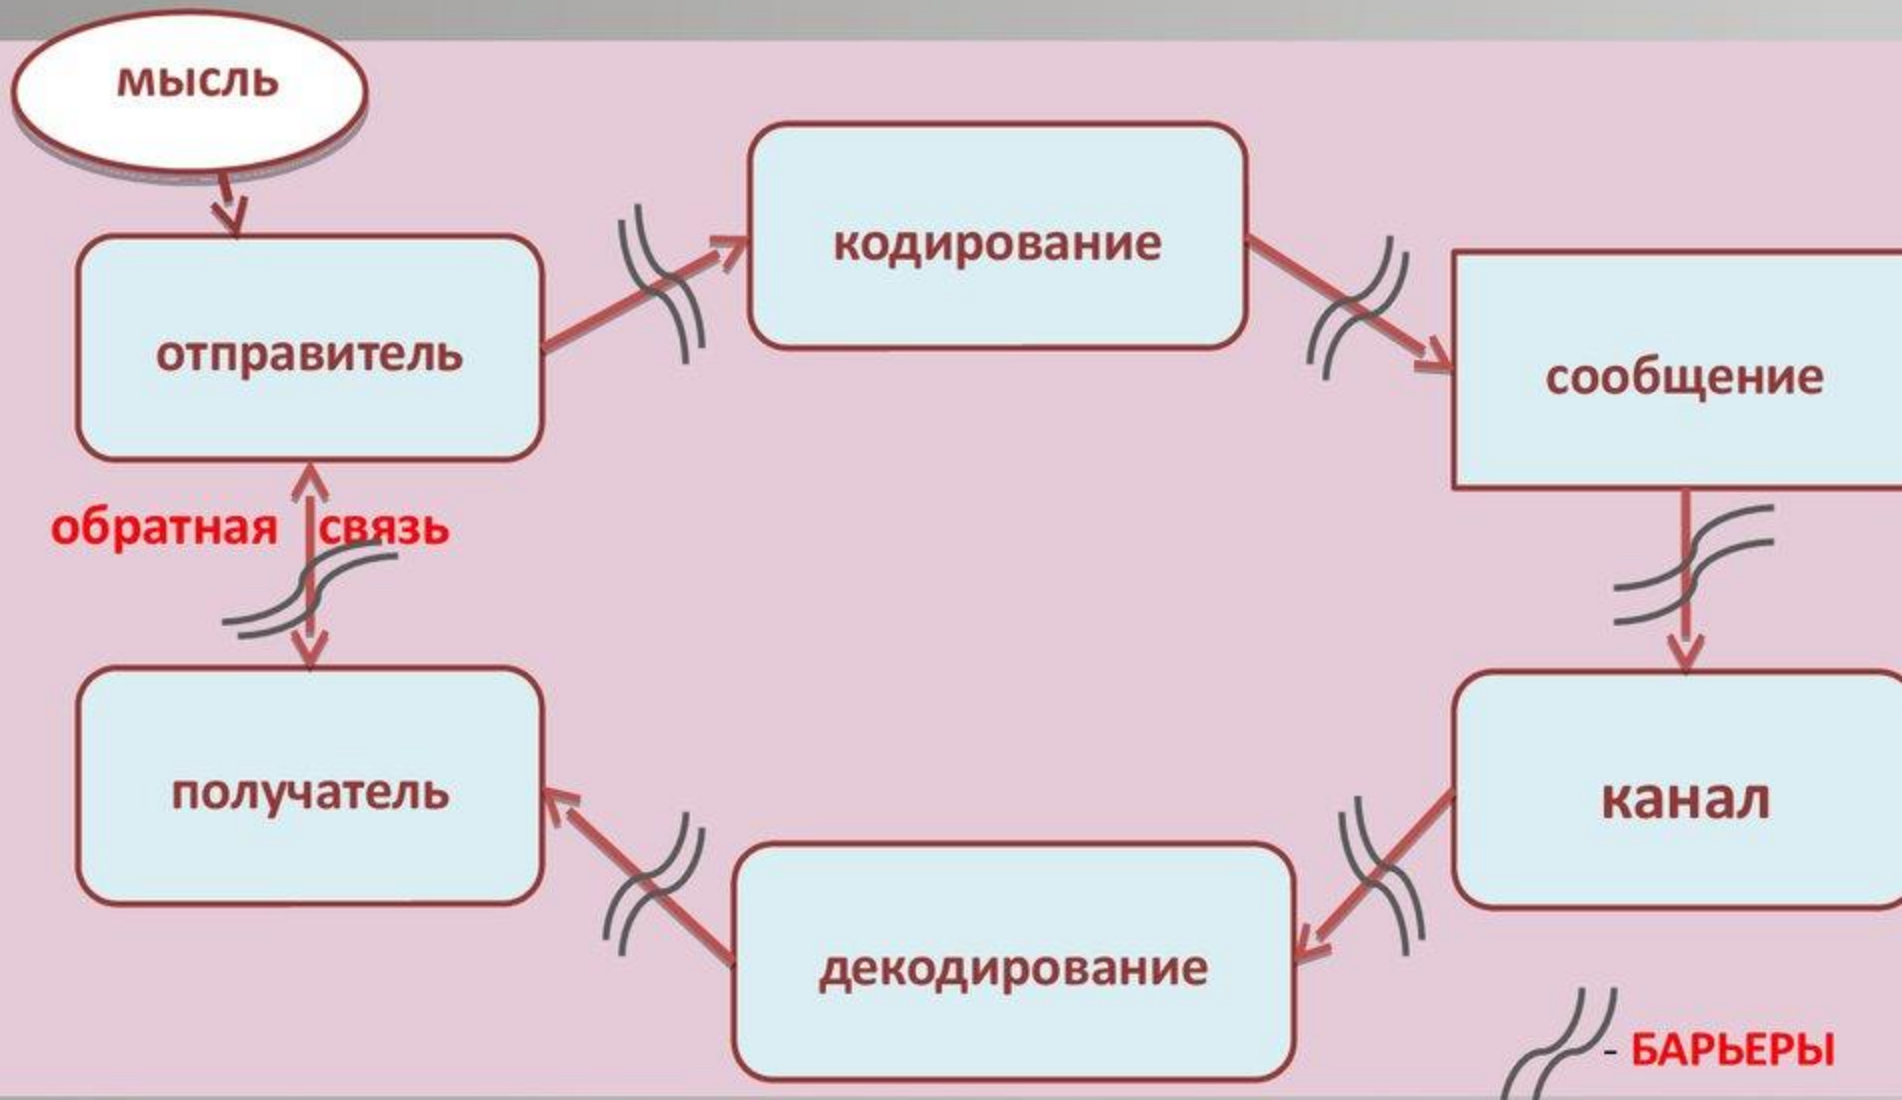 мысль
кодирование
отправитель
сообщение
обратная связь
получатель
канал
декодирование
- БАРЬЕРЫ